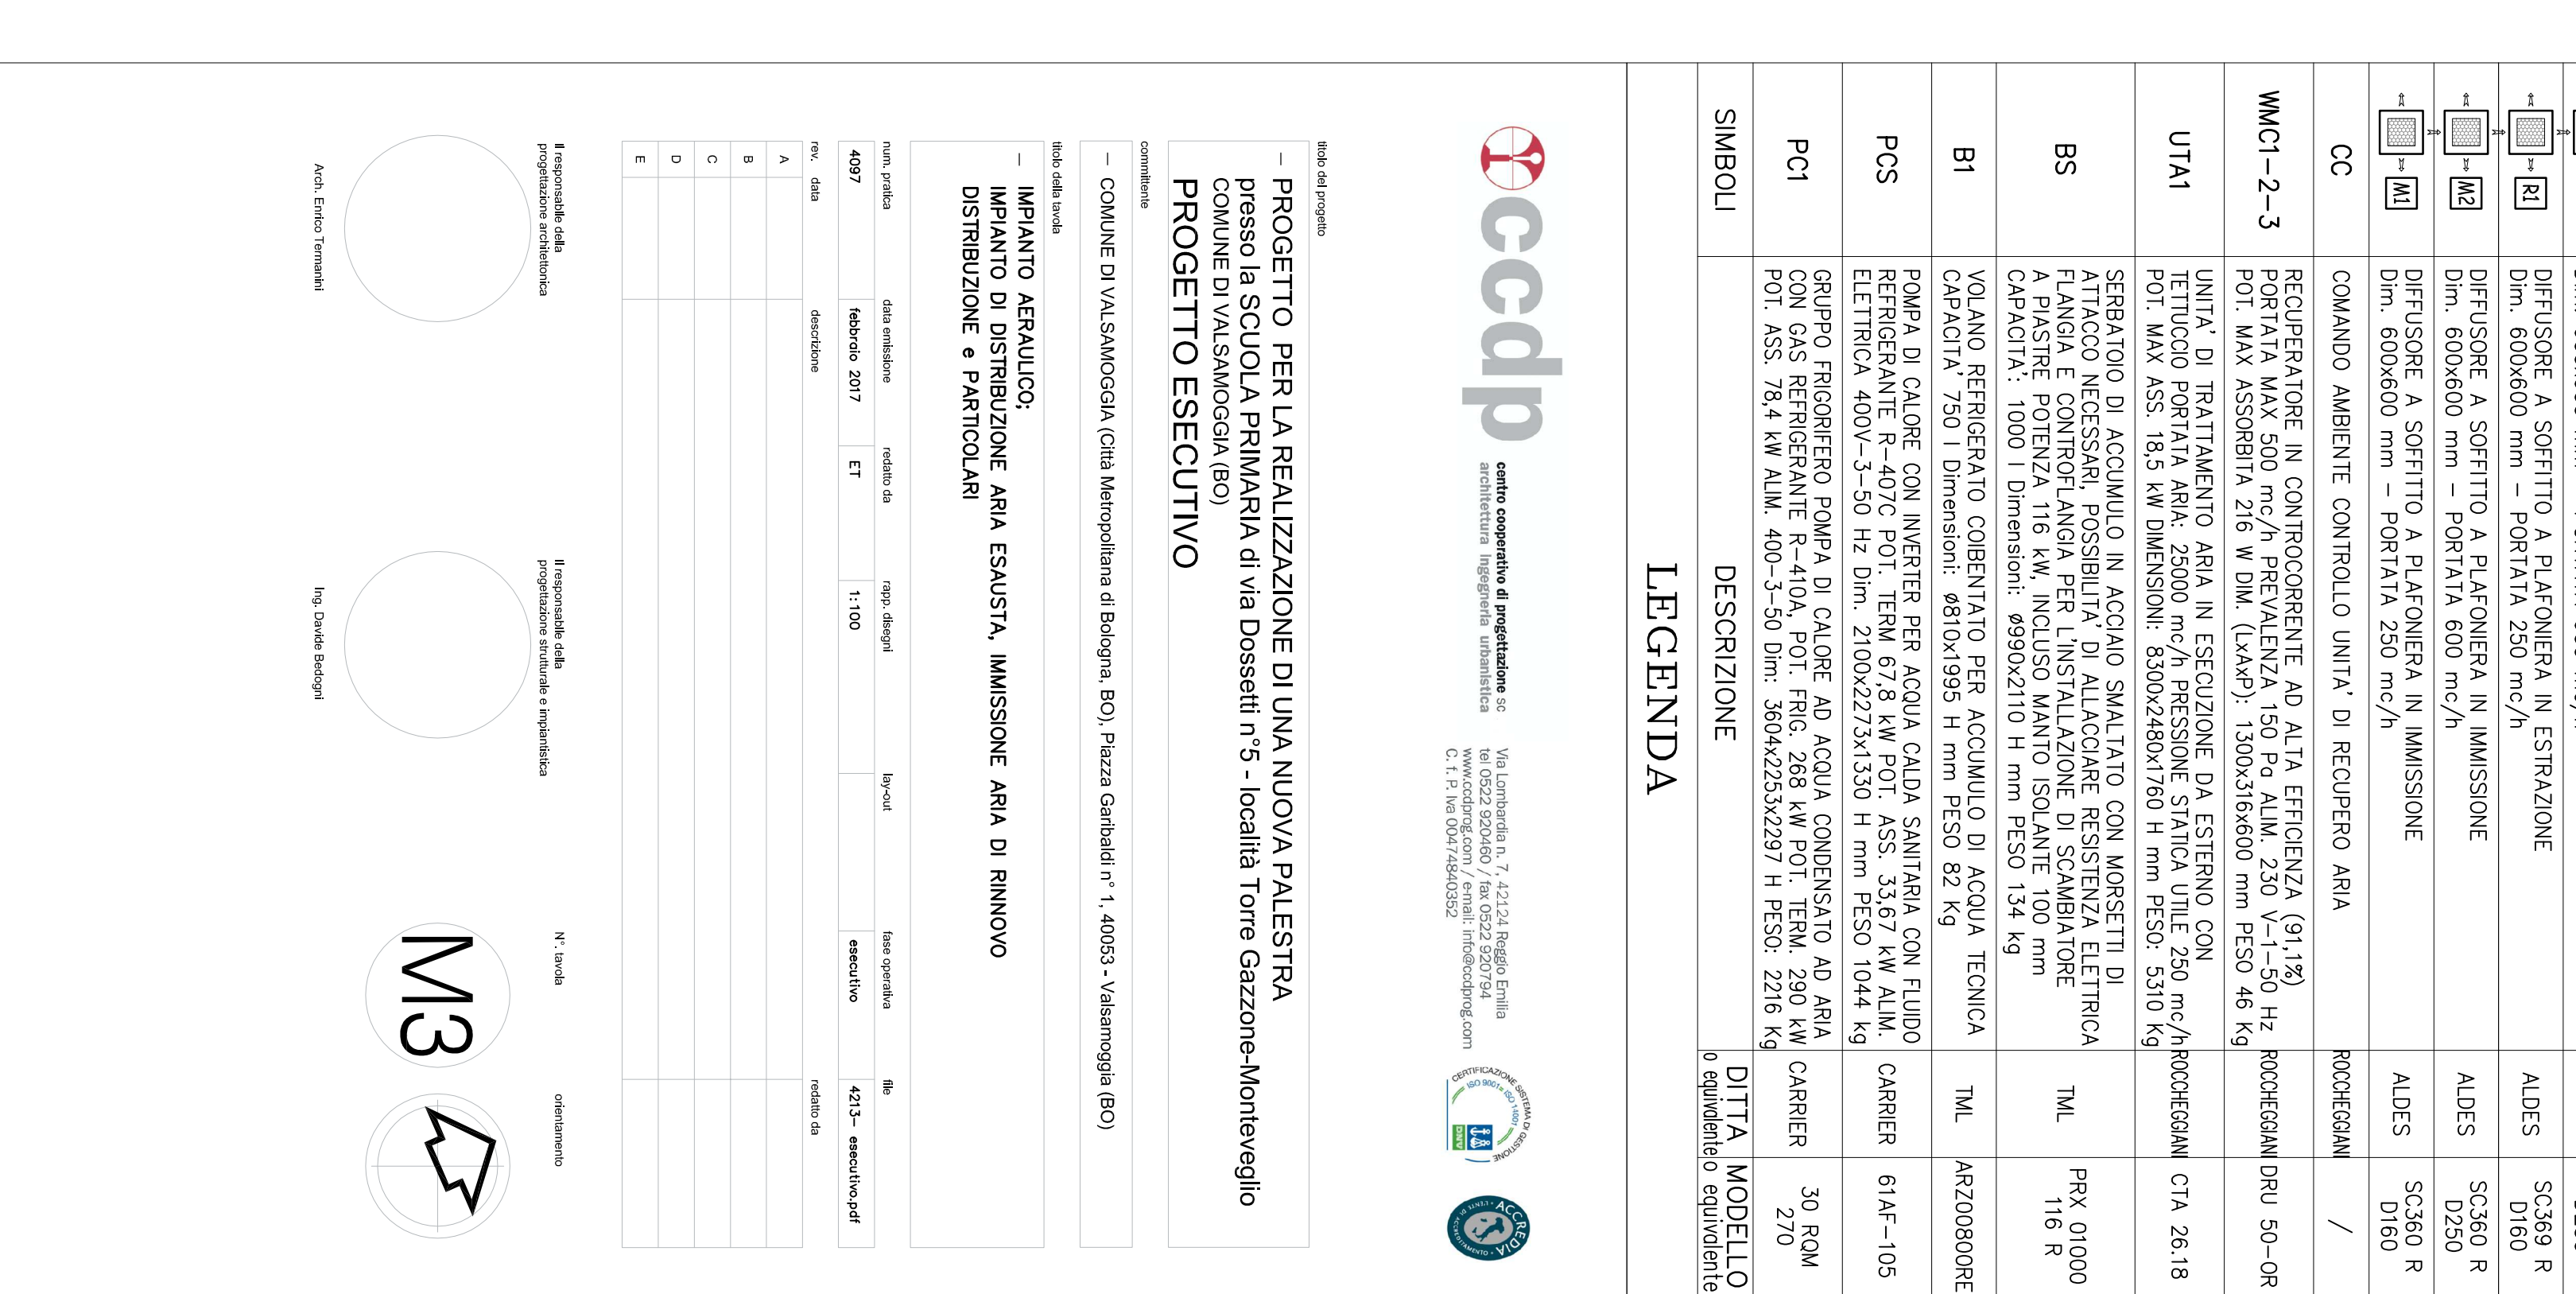 R1
DIFFUSORE A SOFFITTO A PLAFONIERA IN ESTRAZIONE
Dim. 600x600 mm – PORTATA 250 mc/h
ALDES
SC369 R
D160
M2
DIFFUSORE A SOFFITTO A PLAFONIERA IN IMMISSIONE
Dim. 600x600 mm – PORTATA 600 mc/h
ALDES
SC360 R
D250
M1
DIFFUSORE A SOFFITTO A PLAFONIERA IN IMMISSIONE
Dim. 600x600 mm – PORTATA 250 mc/h
ALDES
SC360 R
D160
CC
COMANDO AMBIENTE CONTROLLO UNITA' DI RECUPERO ARIA
ROCCHEGGIANI
/
WMC1–2–3
RECUPERATORE IN CONTROCORRENTE AD ALTA EFFICIENZA (91,1%)
PORTATA MAX 500 mc/h PREVALENZA 150 Pa ALIM. 230 V–1–50 Hz
POT. MAX ASSORBITA 216 W DIM. (LxAxP): 1300x316x600 mm PESO 46 Kg
ROCCHEGGIANI
DRU 50–OR
UTA1
UNITA' DI TRATTAMENTO ARIA IN ESECUZIONE DA ESTERNO CON
TETTUCCIO PORTATA ARIA: 25000 mc/h PRESSIONE STATICA UTILE 250 mc/h
POT. MAX ASS. 18,5 kW DIMENSIONI: 8300x2480x1760 H mm PESO: 5310 Kg
ROCCHEGGIANI
CTA 26.18
BS
SERBATOIO DI ACCUMULO IN ACCIAIO SMALTATO CON MORSETTI DI
ATTACCO NECESSARI, POSSIBILITA' DI ALLACCIARE RESISTENZA ELETTRICA
FLANGIA E CONTROFLANGIA PER L'INSTALLAZIONE DI SCAMBIATORE
A PIASTRE POTENZA 116 kW, INCLUSO MANTO ISOLANTE 100 mm
CAPACITA': 1000 l Dimensioni: ø990x2110 H mm PESO 134 kg
TML
PRX 01000
116 R
B1
VOLANO REFRIGERATO COIBENTATO PER ACCUMULO DI ACQUA TECNICA
CAPACITA' 750 l Dimensioni: ø810x1995 H mm PESO 82 Kg
TML
ARZ00800RE
PCS
POMPA DI CALORE CON INVERTER PER ACQUA CALDA SANITARIA CON FLUIDO
REFRIGERANTE R–407C POT. TERM 67,8 kW POT. ASS. 33,67 kW ALIM.
ELETTRICA 400V–3–50 Hz Dim. 2100x2273x1330 H mm PESO 1044 kg
CARRIER
61AF–105
PC1
GRUPPO FRIGORIFERO POMPA DI CALORE AD ACQUA CONDENSATO AD ARIA
CON GAS REFRIGERANTE R–410A, POT. FRIG. 268 kW POT. TERM. 290 kW
POT. ASS. 78,4 kW ALIM. 400–3–50 Dim: 3604x2253x2297 H PESO: 2216 Kg
CARRIER
30 RQM
270
SIMBOLI
DESCRIZIONE
DITTA
o equivalente
MODELLO
o equivalente
LEGENDA
ccdp
centro cooperativo di progettazione sc
architettura ingegneria urbanistica
Via Lombardia n. 7, 42124 Reggio Emilia
tel 0522 920460 / fax 0522 920794
www.ccdprog.com / e-mail: info@ccdprog.com
C. f. P. Iva 00474840352
CERTIFICAZIONE SISTEMA DI GESTIONE
ISO 9001 = ISO 14001
DNV
ACCREDIA
titolo del progetto
– PROGETTO PER LA REALIZZAZIONE DI UNA NUOVA PALESTRA
presso la SCUOLA PRIMARIA di via Dossetti n°5 - località Torre Gazzone-Monteveglio
COMUNE DI VALSAMOGGIA (BO)
PROGETTO ESECUTIVO
committente
– COMUNE DI VALSAMOGGIA (Città Metropolitana di Bologna, BO), Piazza Garibaldi n° 1, 40053 - Valsamoggia (BO)
titolo della tavola
– IMPIANTO AERAULICO;
IMPIANTO DI DISTRIBUZIONE ARIA ESAUSTA, IMMISSIONE ARIA DI RINNOVO
DISTRIBUZIONE e PARTICOLARI
num. pratica data emissione redatto da rapp. disegni lay-out fase operativa file
4097 febbraio 2017 ET 1:100 esecutivo 4213– esecutivo.pdf
rev. data descrizione redatto da
A
B
C
D
E
Il responsabile della
progettazione architettonica
Il responsabile della
progettazione strutturale e impiantistica
N°. tavola
orientamento
M3
Arch. Enrico Termanini
Ing. Davide Bedogni